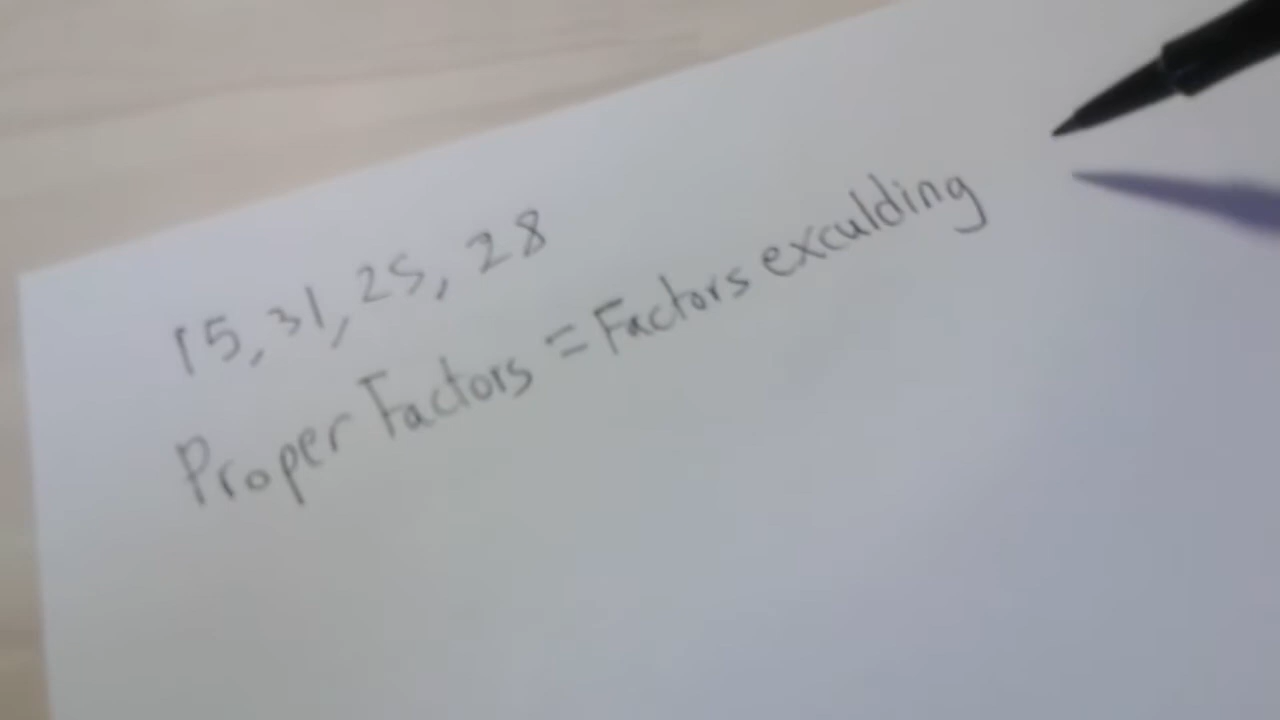 15, 31, 25, 28
Proper Factors = Factors exculding